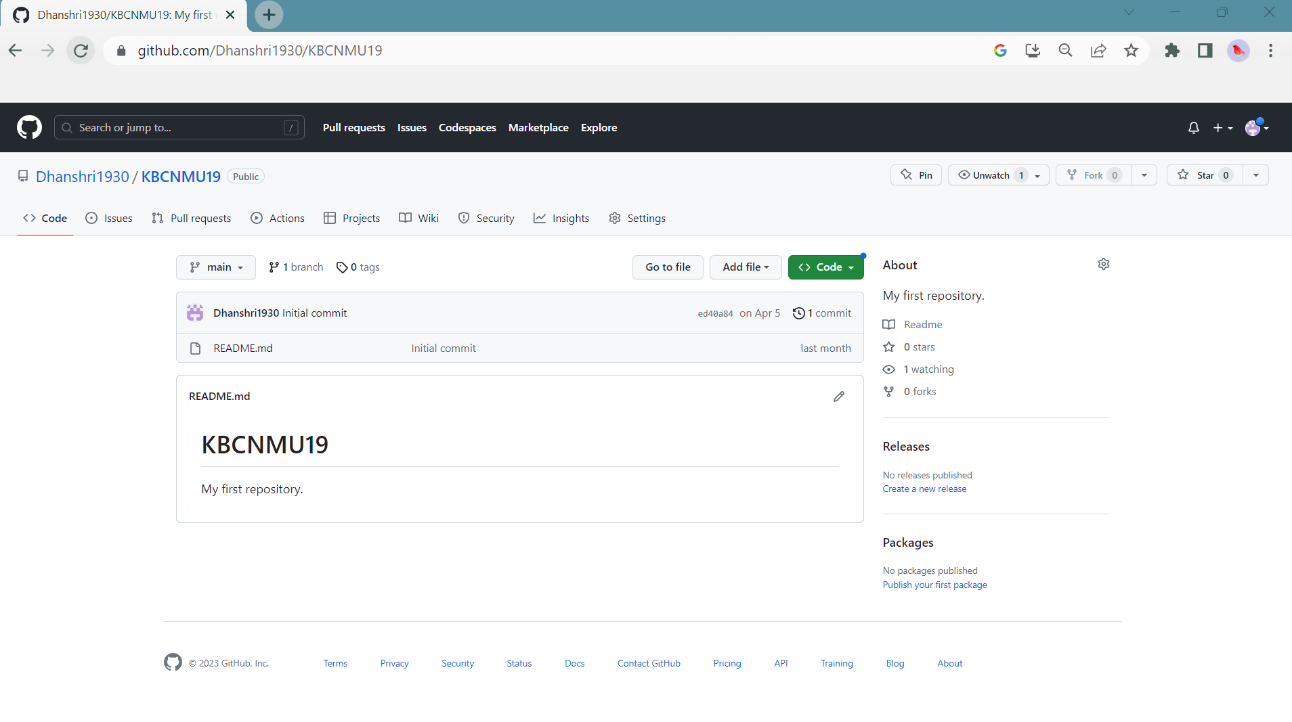 Dhanshri1930/KBCNMU19: My first
github.com/Dhanshri1930/KBCNMU19
Search or jump to... / Pull requests Issues Codespaces Marketplace Explore
Dhanshri1930 / KBCNMU19 Public Pin Unwatch 1 Fork 0 Star 0
Code Issues Pull requests Actions Projects Wiki Security Insights Settings
main 1 branch 0 tags Go to file Add file Code
Dhanshri1930 Initial commit ed40a84 on Apr 5 1 commit
README.md Initial commit last month
README.md
KBCNMU19
My first repository.
About
My first repository.
Readme
0 stars
1 watching
0 forks
Releases
No releases published
Create a new release
Packages
No packages published
Publish your first package
© 2023 GitHub, Inc. Terms Privacy Security Status Docs Contact GitHub Pricing API Training Blog About